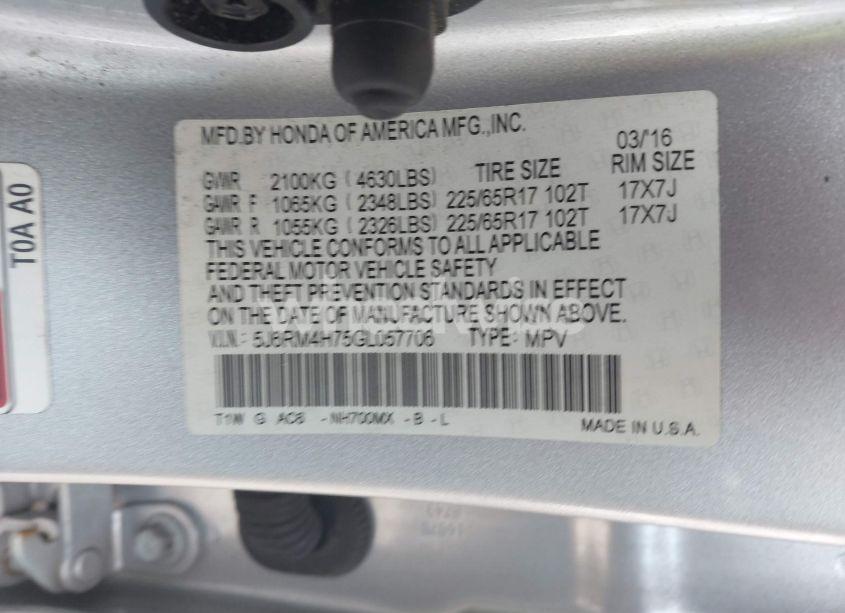 MFD.BY HONDA OF AMERICA MFG.,INC.
03/'16
GVWR 2100KG ( 4630LBS) TIRE SIZE RIM SIZE
GAWR F 1065KG ( 2348LBS) 225/65R17 102T 17X7J
GAWR R 1055KG ( 2326LBS) 225/65R17 102T 17X7J
THIS VEHICLE CONFORMS TO ALL APPLICABLE
FEDERAL MOTOR VEHICLE SAFETY
AND THEFT PREVENTION STANDARDS IN EFFECT
ON THE DATE OF MANUFACTURE SHOWN ABOVE.
V.I.N.: 5J6RM4H75GL057706 TYPE: MPV
T1W G AC6 -NH700MX -B -L
MADE IN U.S.A.
T0A A0